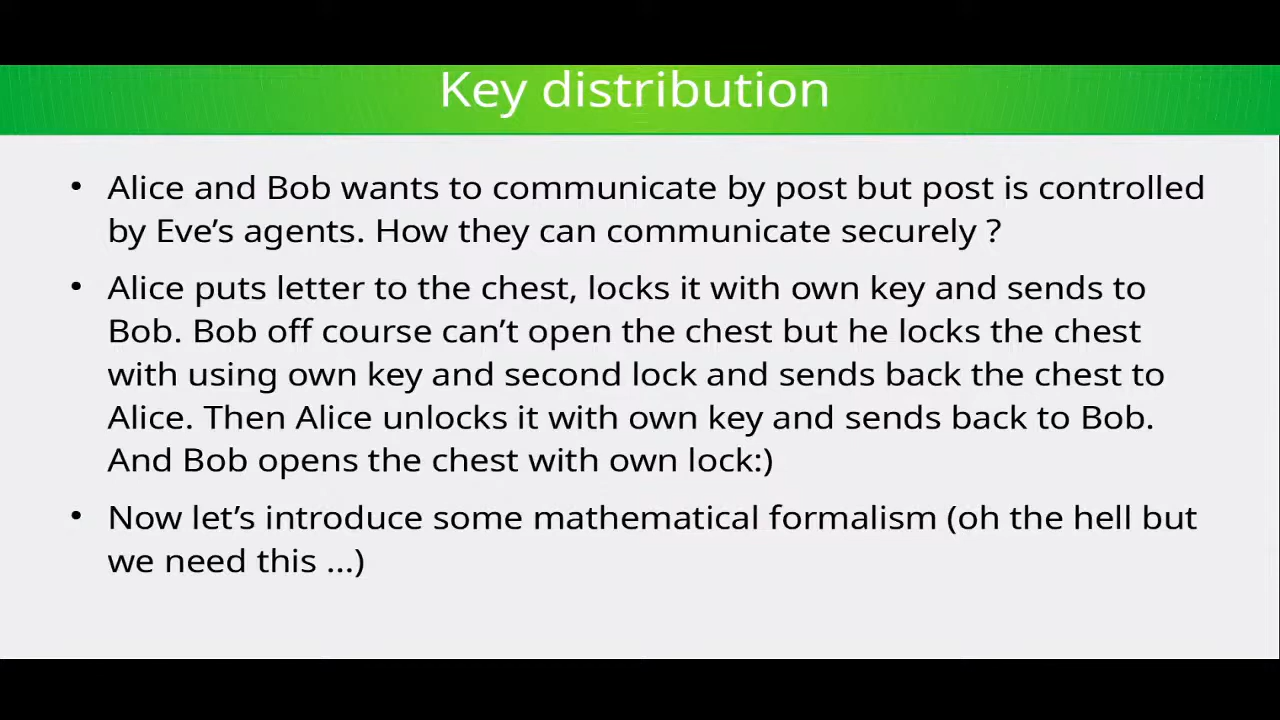 Key distribution
• Alice and Bob wants to communicate by post but post is controlled
by Eve’s agents. How they can communicate securely ?
• Alice puts letter to the chest, locks it with own key and sends to
Bob. Bob off course can’t open the chest but he locks the chest
with using own key and second lock and sends back the chest to
Alice. Then Alice unlocks it with own key and sends back to Bob.
And Bob opens the chest with own lock:)
• Now let’s introduce some mathematical formalism (oh the hell but
we need this ...)